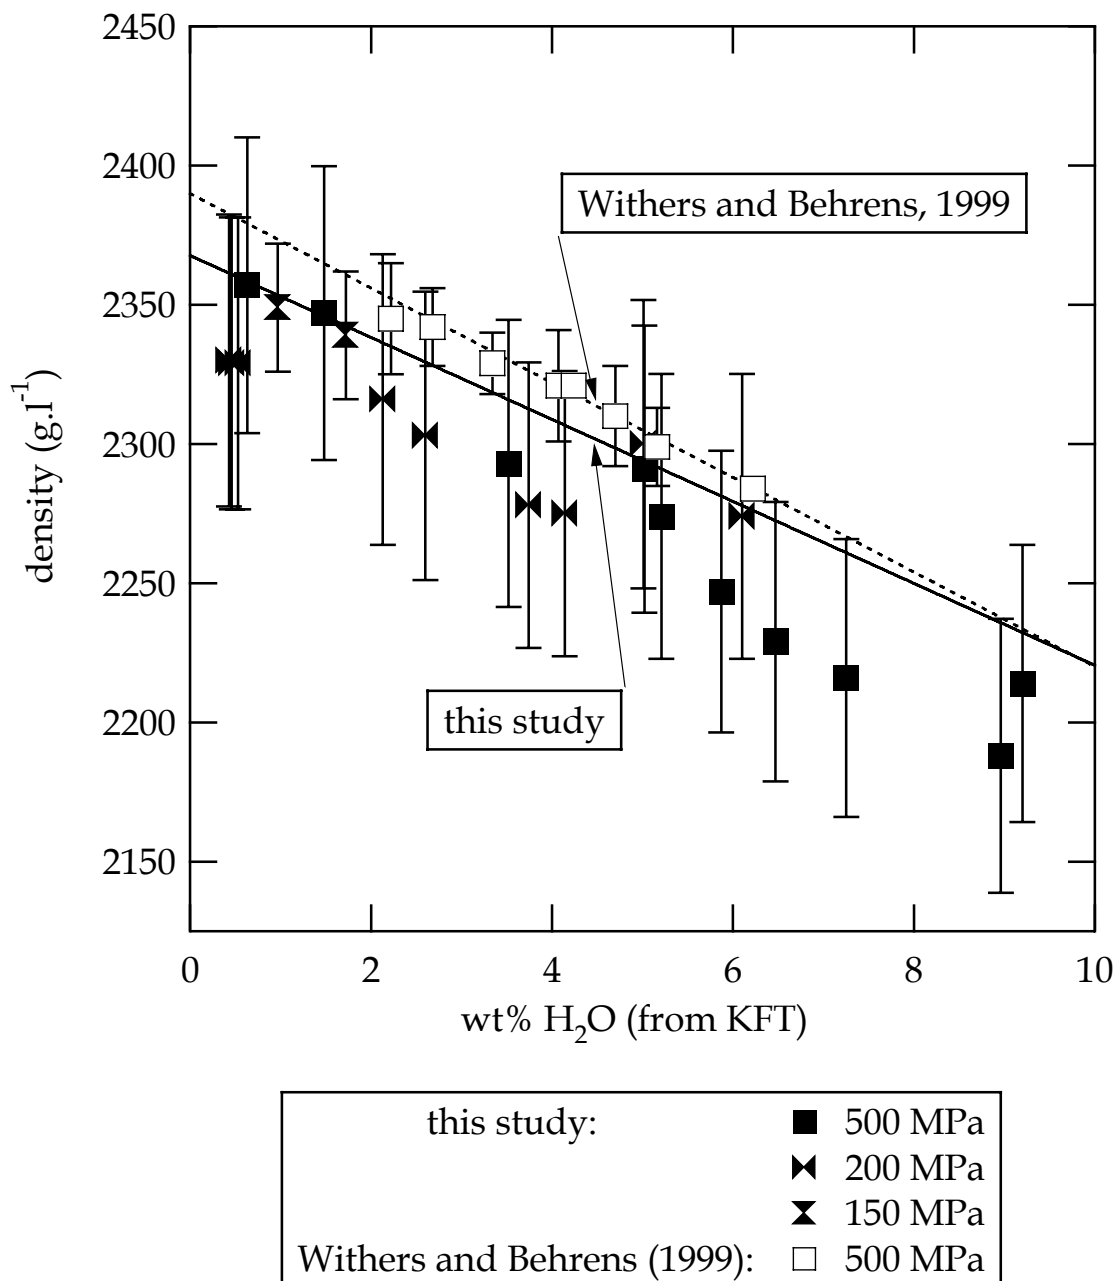 2450
2400
2350
2300
2250
2200
2150
density (g.l⁻¹)
Withers and Behrens, 1999
this study
0 2 4 6 8 10
wt% H₂O (from KFT)
this study: 500 MPa
200 MPa
150 MPa
Withers and Behrens (1999): 500 MPa